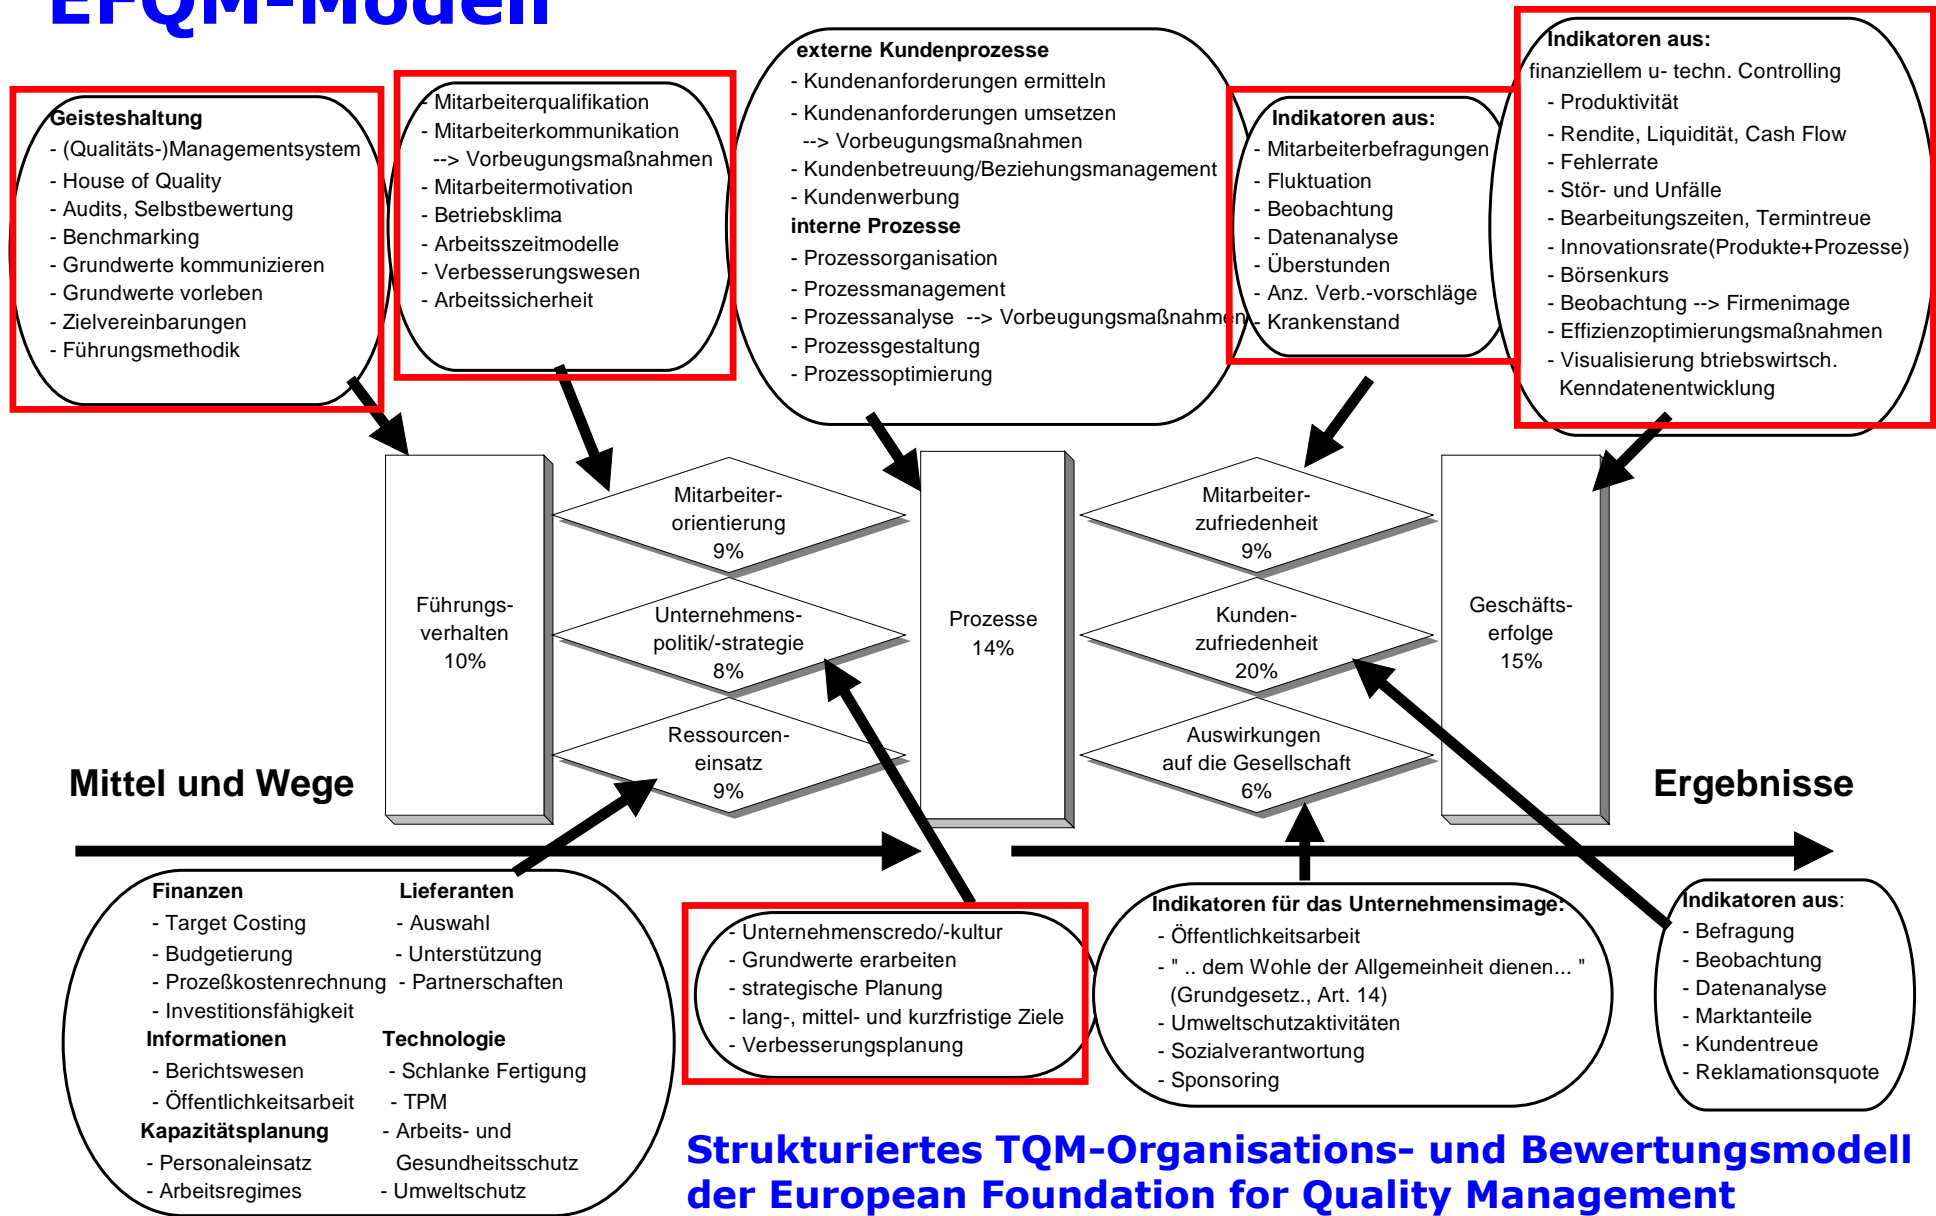 EFQM-Modell
Geisteshaltung
- (Qualitäts-)Managementsystem
- House of Quality
- Audits, Selbstbewertung
- Benchmarking
- Grundwerte kommunizieren
- Grundwerte vorleben
- Zielvereinbarungen
- Führungsmethodik
- Mitarbeiterqualifikation
- Mitarbeiterkommunikation
--> Vorbeugungsmaßnahmen
- Mitarbeitermotivation
- Betriebsklima
- Arbeitsszeitmodelle
- Verbesserungswesen
- Arbeitssicherheit
externe Kundenprozesse
- Kundenanforderungen ermitteln
- Kundenanforderungen umsetzen
--> Vorbeugungsmaßnahmen
- Kundenbetreuung/Beziehungsmanagement
- Kundenwerbung
interne Prozesse
- Prozessorganisation
- Prozessmanagement
- Prozessanalyse --> Vorbeugungsmaßnahmen
- Prozessgestaltung
- Prozessoptimierung
Indikatoren aus:
- Mitarbeiterbefragungen
- Fluktuation
- Beobachtung
- Datenanalyse
- Überstunden
- Anz. Verb.-vorschläge
- Krankenstand
Indikatoren aus:
finanziellem u- techn. Controlling
- Produktivität
- Rendite, Liquidität, Cash Flow
- Fehlerrate
- Stör- und Unfälle
- Bearbeitungszeiten, Termintreue
- Innovationsrate(Produkte+Prozesse)
- Börsenkurs
- Beobachtung --> Firmenimage
- Effizienzoptimierungsmaßnahmen
- Visualisierung btriebswirtsch.
Kenndatenentwicklung
Führungs-
verhalten
10%
Mitarbeiter-
orientierung
9%
Unternehmens-
politik/-strategie
8%
Ressourcen-
einsatz
9%
Prozesse
14%
Mitarbeiter-
zufriedenheit
9%
Kunden-
zufriedenheit
20%
Auswirkungen
auf die Gesellschaft
6%
Geschäfts-
erfolge
15%
Mittel und Wege
Ergebnisse
Finanzen
- Target Costing
- Budgetierung
- Prozeßkostenrechnung
- Investitionsfähigkeit
Informationen
- Berichtswesen
- Öffentlichkeitsarbeit
Kapazitätsplanung
- Personaleinsatz
- Arbeitsregimes
Lieferanten
- Auswahl
- Unterstützung
- Partnerschaften
Technologie
- Schlanke Fertigung
- TPM
- Arbeits- und
Gesundheitsschutz
- Umweltschutz
- Unternehmenscredo/-kultur
- Grundwerte erarbeiten
- strategische Planung
- lang-, mittel- und kurzfristige Ziele
- Verbesserungsplanung
Indikatoren für das Unternehmensimage:
- Öffentlichkeitsarbeit
- " .. dem Wohle der Allgemeinheit dienen... "
(Grundgesetz., Art. 14)
- Umweltschutzaktivitäten
- Sozialverantwortung
- Sponsoring
Indikatoren aus:
- Befragung
- Beobachtung
- Datenanalyse
- Marktanteile
- Kundentreue
- Reklamationsquote
Strukturiertes TQM-Organisations- und Bewertungsmodell
der European Foundation for Quality Management